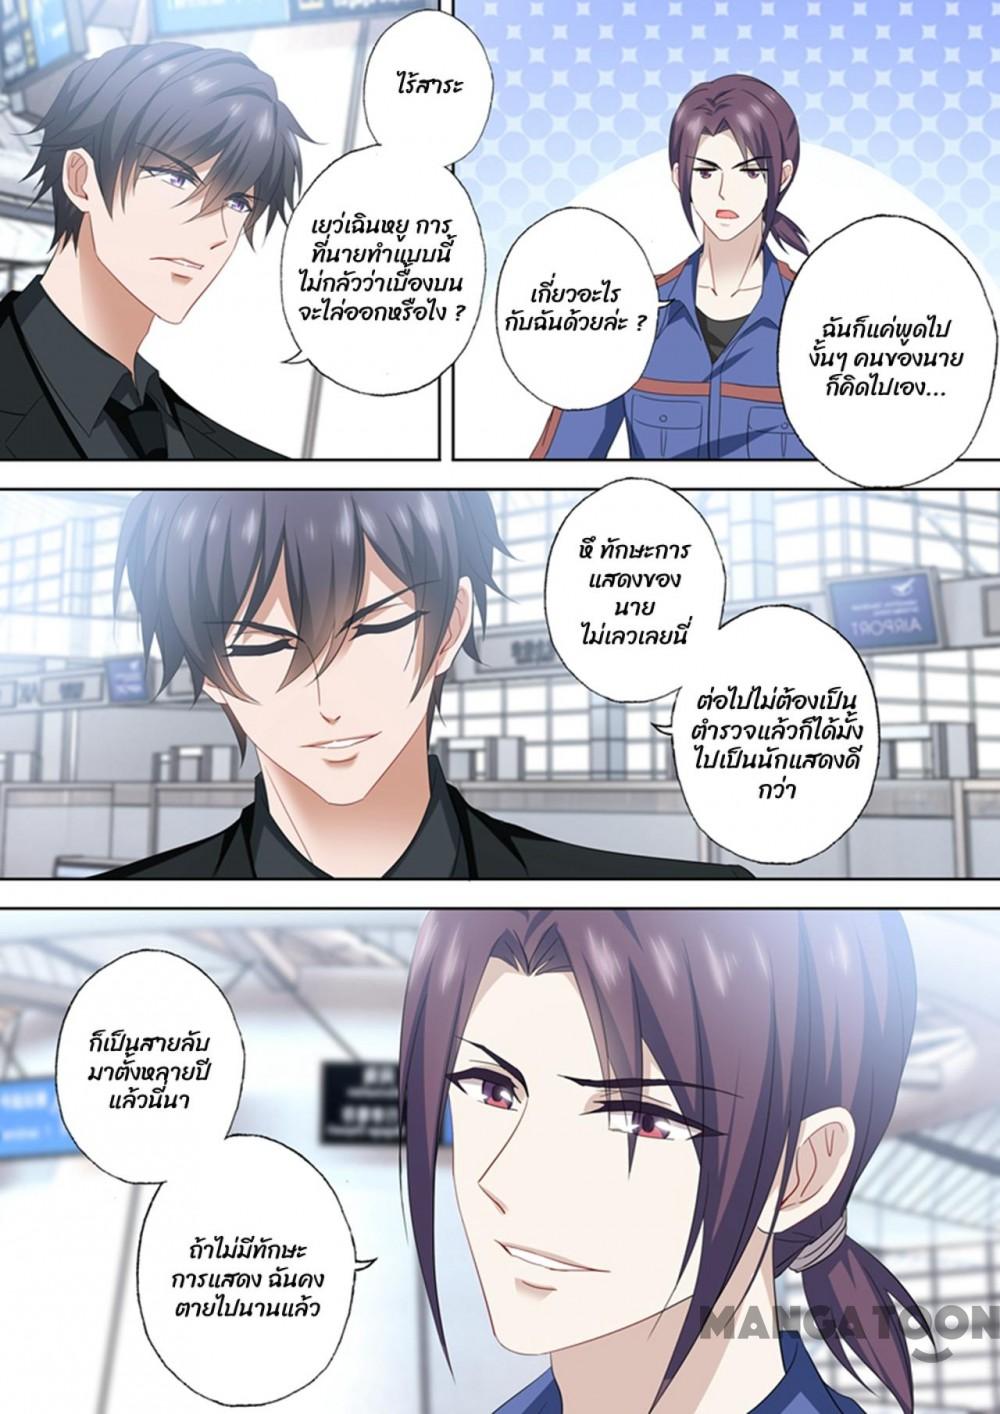 ไร้สาระ
เยว่เฉินหยู การ
ที่นายทำแบบนี้
ไม่กลัวว่าเบื้องบน
จะไล่ออกหรือไง ?
เกี่ยวอะไร
กับฉันด้วยล่ะ ?
ฉันก็แค่พูดไป
งั้นๆ คนของนาย
ก็คิดไปเอง...
หึ ทักษะการ
แสดงของ
นาย
ไม่เลวเลยนี่
ต่อไปไม่ต้องเป็น
ตำรวจแล้วก็ได้มั้ง
ไปเป็นนักแสดงดี
กว่า
AIRPORT
ก็เป็นสายลับ
มาตั้งหลายปี
แล้วนี่นา
ถ้าไม่มีทักษะ
การแสดง ฉันคง
ตายไปนานแล้ว
MANGATOON